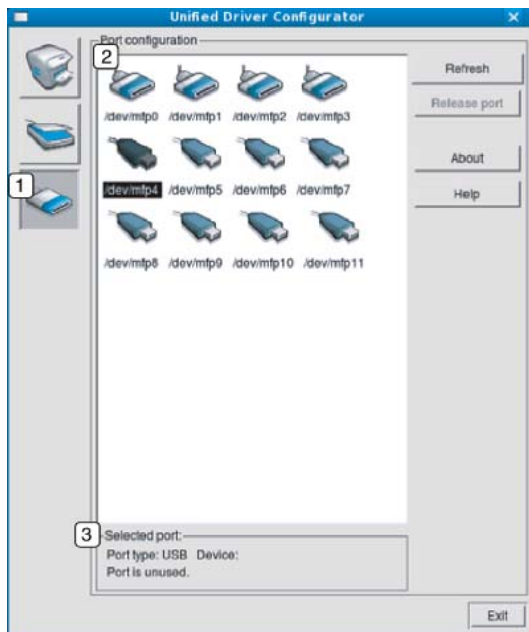 Unified Driver Configurator
Port configuration
2
/dev/mfp0 /dev/mfp1 /dev/mfp2 /dev/mfp3
Refresh
Release port
/dev/mfp4 /dev/mfp5 /dev/mfp6 /dev/mfp7
About
1
Help
/dev/mfp8 /dev/mfp9 /dev/mfp10 /dev/mfp11
3
Selected port:
Port type: USB Device:
Port is unused.
Exit